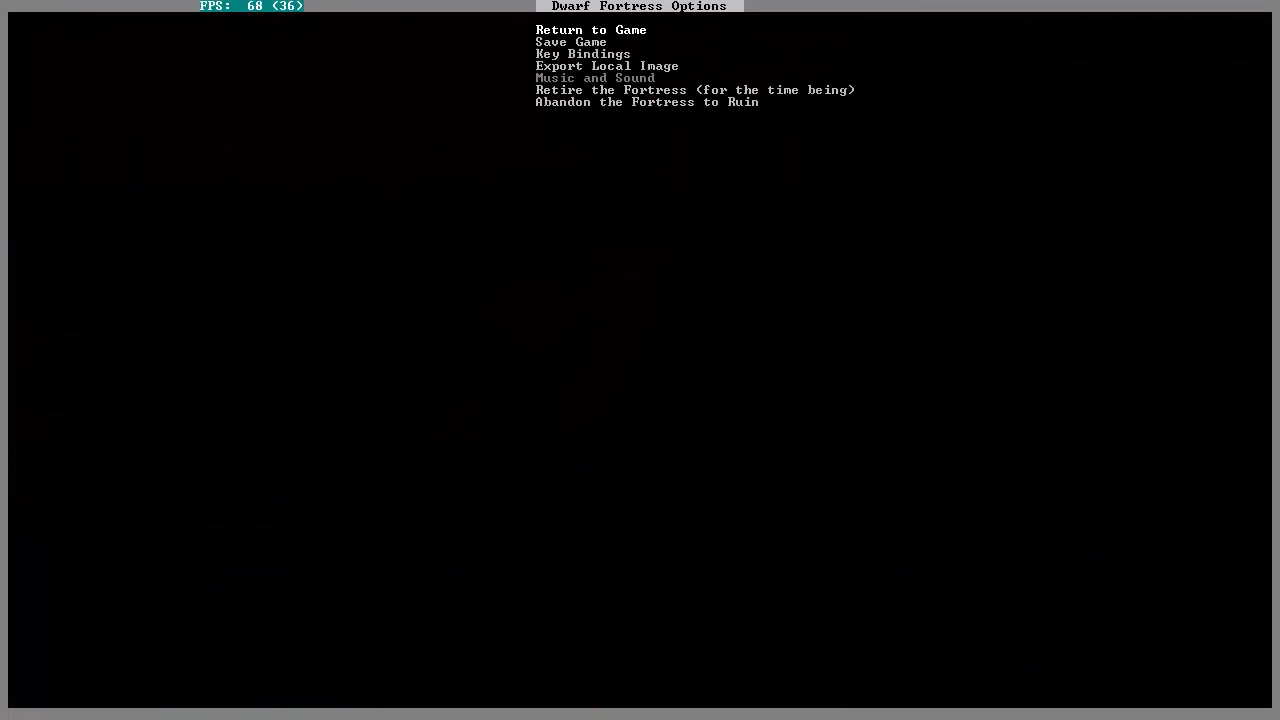 FPS: 68 (36)
Dwarf Fortress Options
Return to Game
Save Game
Key Bindings
Export Local Image
Music and Sound
Retire the Fortress (for the time being)
Abandon the Fortress to Ruin